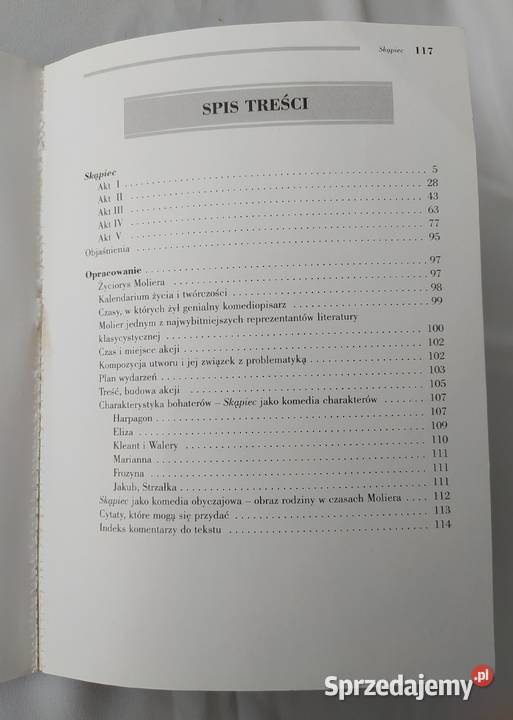 Skąpiec 117
SPIS TREŚCI
Skąpiec . . . 5
Akt I . . . 28
Akt II . . . 43
Akt III . . . 63
Akt IV . . . 77
Akt V . . . 95
Objaśnienia
Opracowanie . . . 97
Życiorys Moliera . . . 97
Kalendarium życia i twórczości . . . 98
Czasy, w których żył genialny komediopisarz . . . 99
Molier jednym z najwybitniejszych reprezentantów literatury
klasycystycznej . . . 100
Czas i miejsce akcji . . . 102
Kompozycja utworu i jej związek z problematyką . . . 102
Plan wydarzeń . . . 103
Treść, budowa akcji . . . 105
Charakterystyka bohaterów – Skąpiec jako komedia charakterów . . . 107
Harpagon . . . 107
Eliza . . . 109
Kleant i Walery . . . 110
Marianna . . . 111
Frozyna . . . 111
Jakub, Strzałka . . . 111
Skąpiec jako komedia obyczajowa – obraz rodziny w czasach Moliera . . . 112
Cytaty, które mogą się przydać . . . 113
Indeks komentarzy do tekstu . . . 114
Sprzedajemy.pl